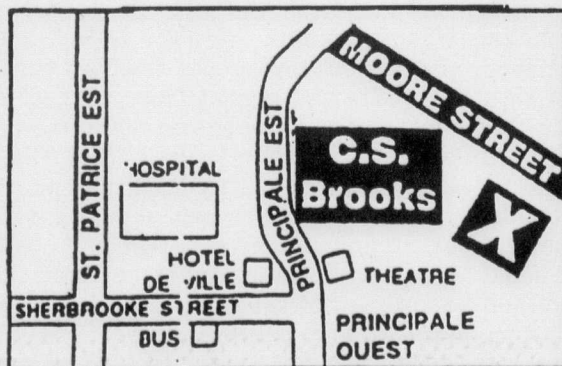 MOORE STREET
ST. PATRICE EST
PRINCIPALE EST
C.S.
Brooks
HOSPITAL
X
HOTEL
DE VILLE
THEATRE
SHERBROOKE STREET
BUS
PRINCIPALE
OUEST